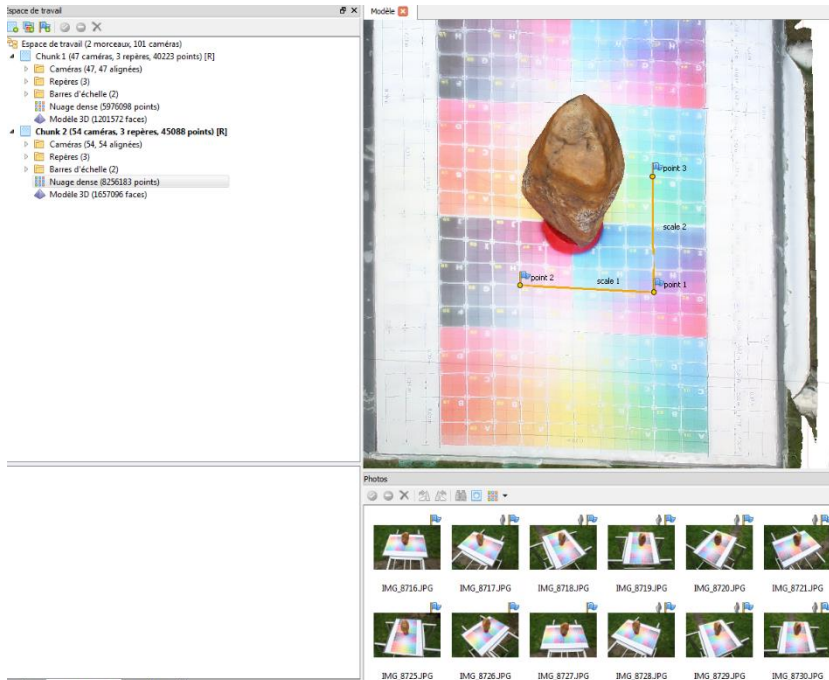 Espace de travail
Espace de travail (2 morceaux, 101 caméras)
Chunk 1 (47 caméras, 3 repères, 40223 points) [R]
Caméras (47, 47 alignées)
Repères (3)
Barres d'échelle (2)
Nuage dense (5976098 points)
Modèle 3D (1201572 faces)
Chunk 2 (54 caméras, 3 repères, 45088 points) [R]
Caméras (54, 54 alignées)
Repères (3)
Barres d'échelle (2)
Nuage dense (8256183 points)
Modèle 3D (1657096 faces)
Modèle
point 3
scale 2
point 2
scale 1
point 1
Photos
IMG_8716.JPG
IMG_8717.JPG
IMG_8718.JPG
IMG_8719.JPG
IMG_8720.JPG
IMG_8721.JPG
IMG_8725.JPG
IMG_8726.JPG
IMG_8727.JPG
IMG_8728.JPG
IMG_8729.JPG
IMG_8730.JPG